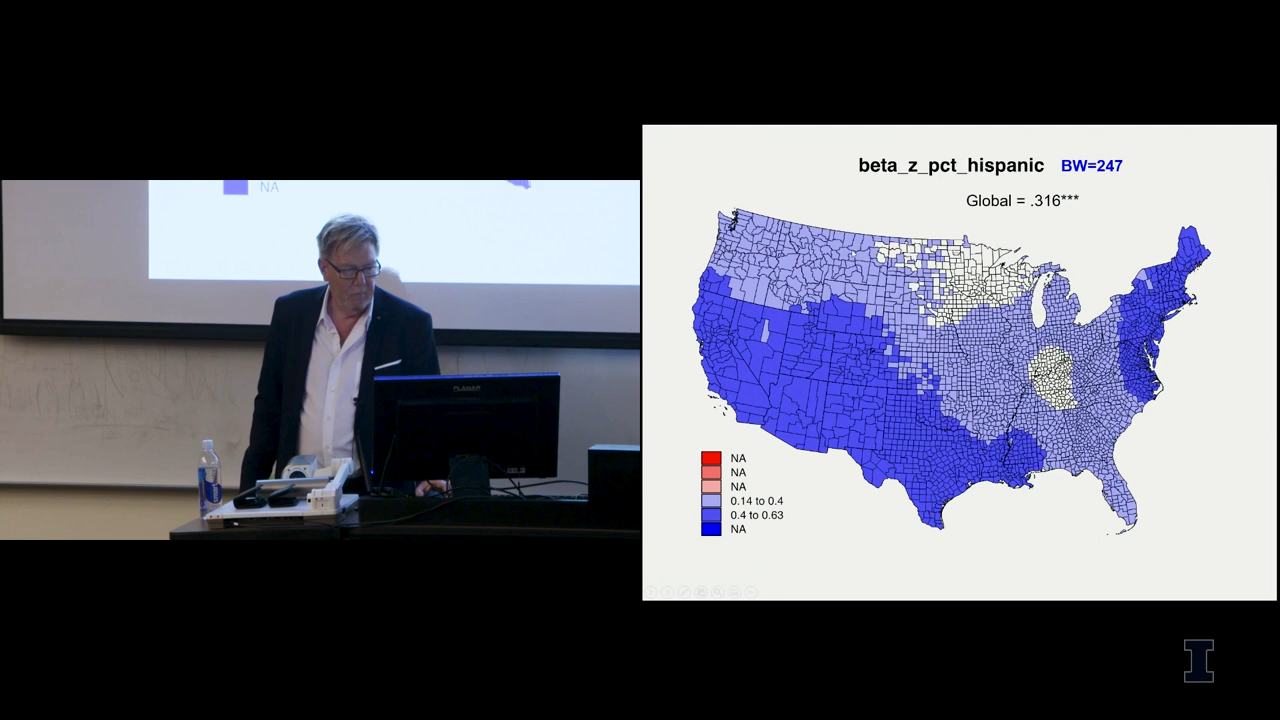 NA
PLANAR
beta_z_pct_hispanic BW=247
Global = .316***
NA
NA
NA
0.14 to 0.4
0.4 to 0.63
NA
I